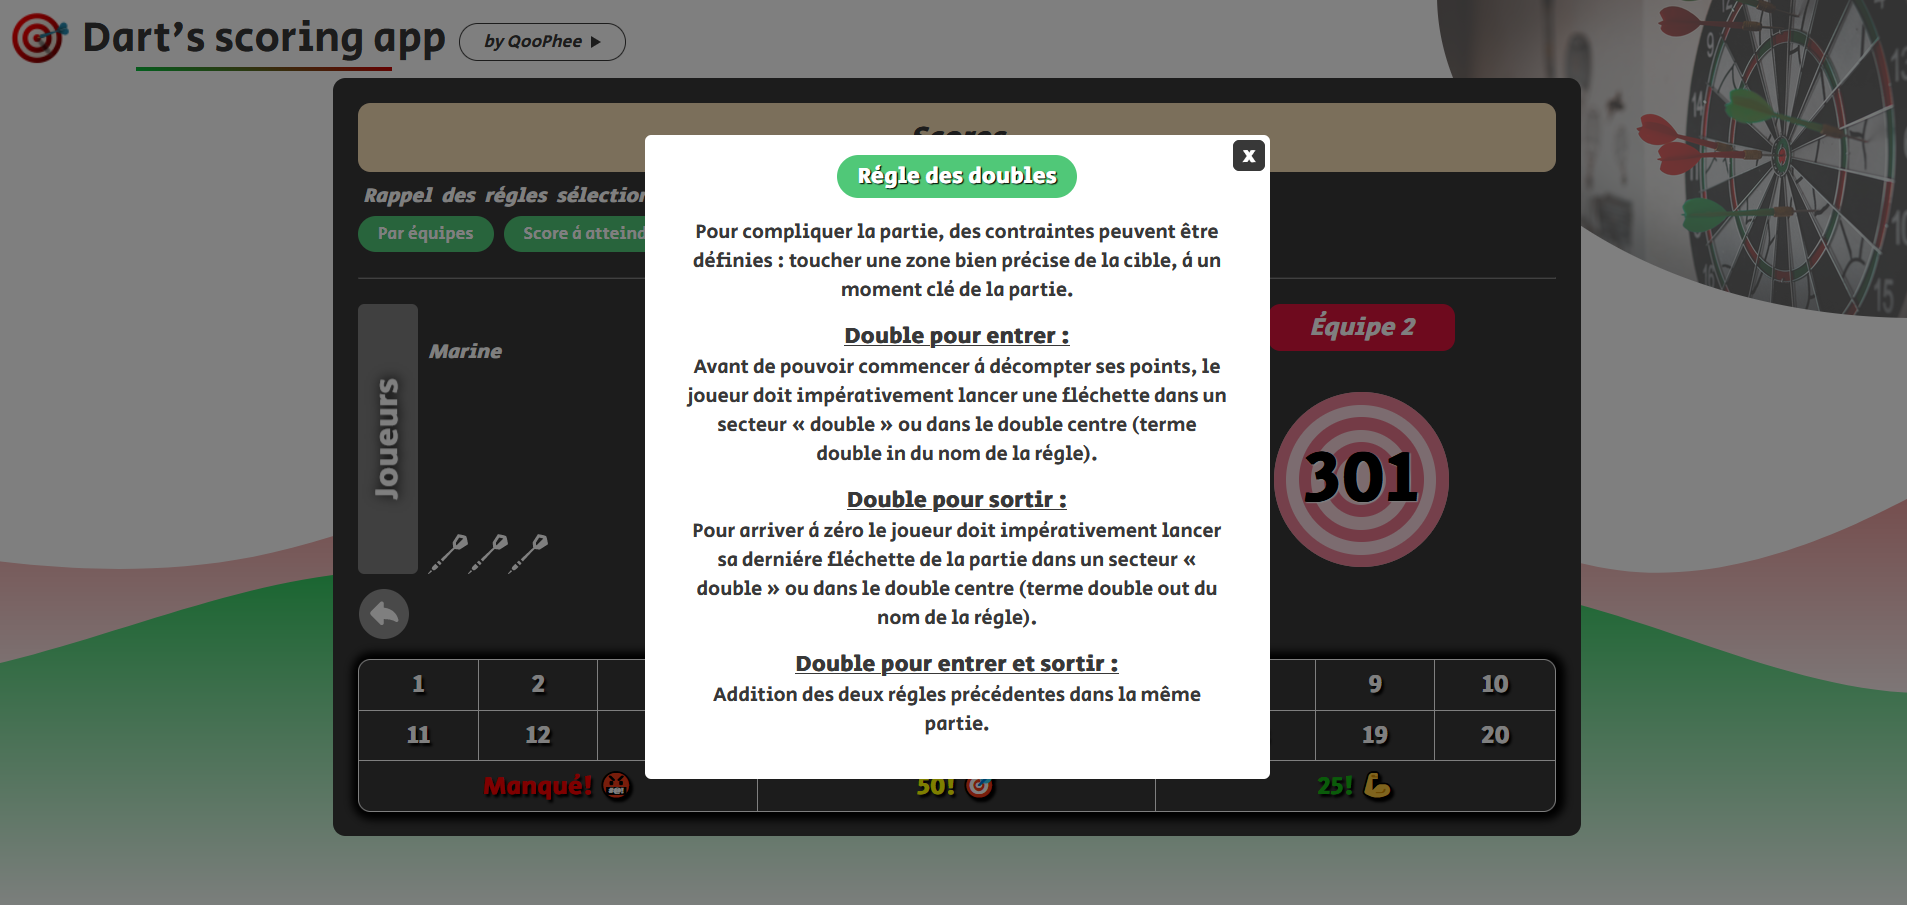 Dart's scoring app
by QooPhee
Scores
Rappel des régles sélection
Par équipes
Score á atteind
Régle des doubles
x
Pour compliquer la partie, des contraintes peuvent être
définies : toucher une zone bien précise de la cible, á un
moment clé de la partie.
Double pour entrer :
Avant de pouvoir commencer á décompter ses points, le
joueur doit impérativement lancer une fléchette dans un
secteur « double » ou dans le double centre (terme
double in du nom de la régle).
Double pour sortir :
Pour arriver á zéro le joueur doit impérativement lancer
sa derniére fléchette de la partie dans un secteur «
double » ou dans le double centre (terme double out du
nom de la régle).
Double pour entrer et sortir :
Addition des deux régles précédentes dans la même
partie.
Joueurs
Marine
Équipe 2
301
1 2 9 10
11 12 19 20
Manqué! 50! 25!